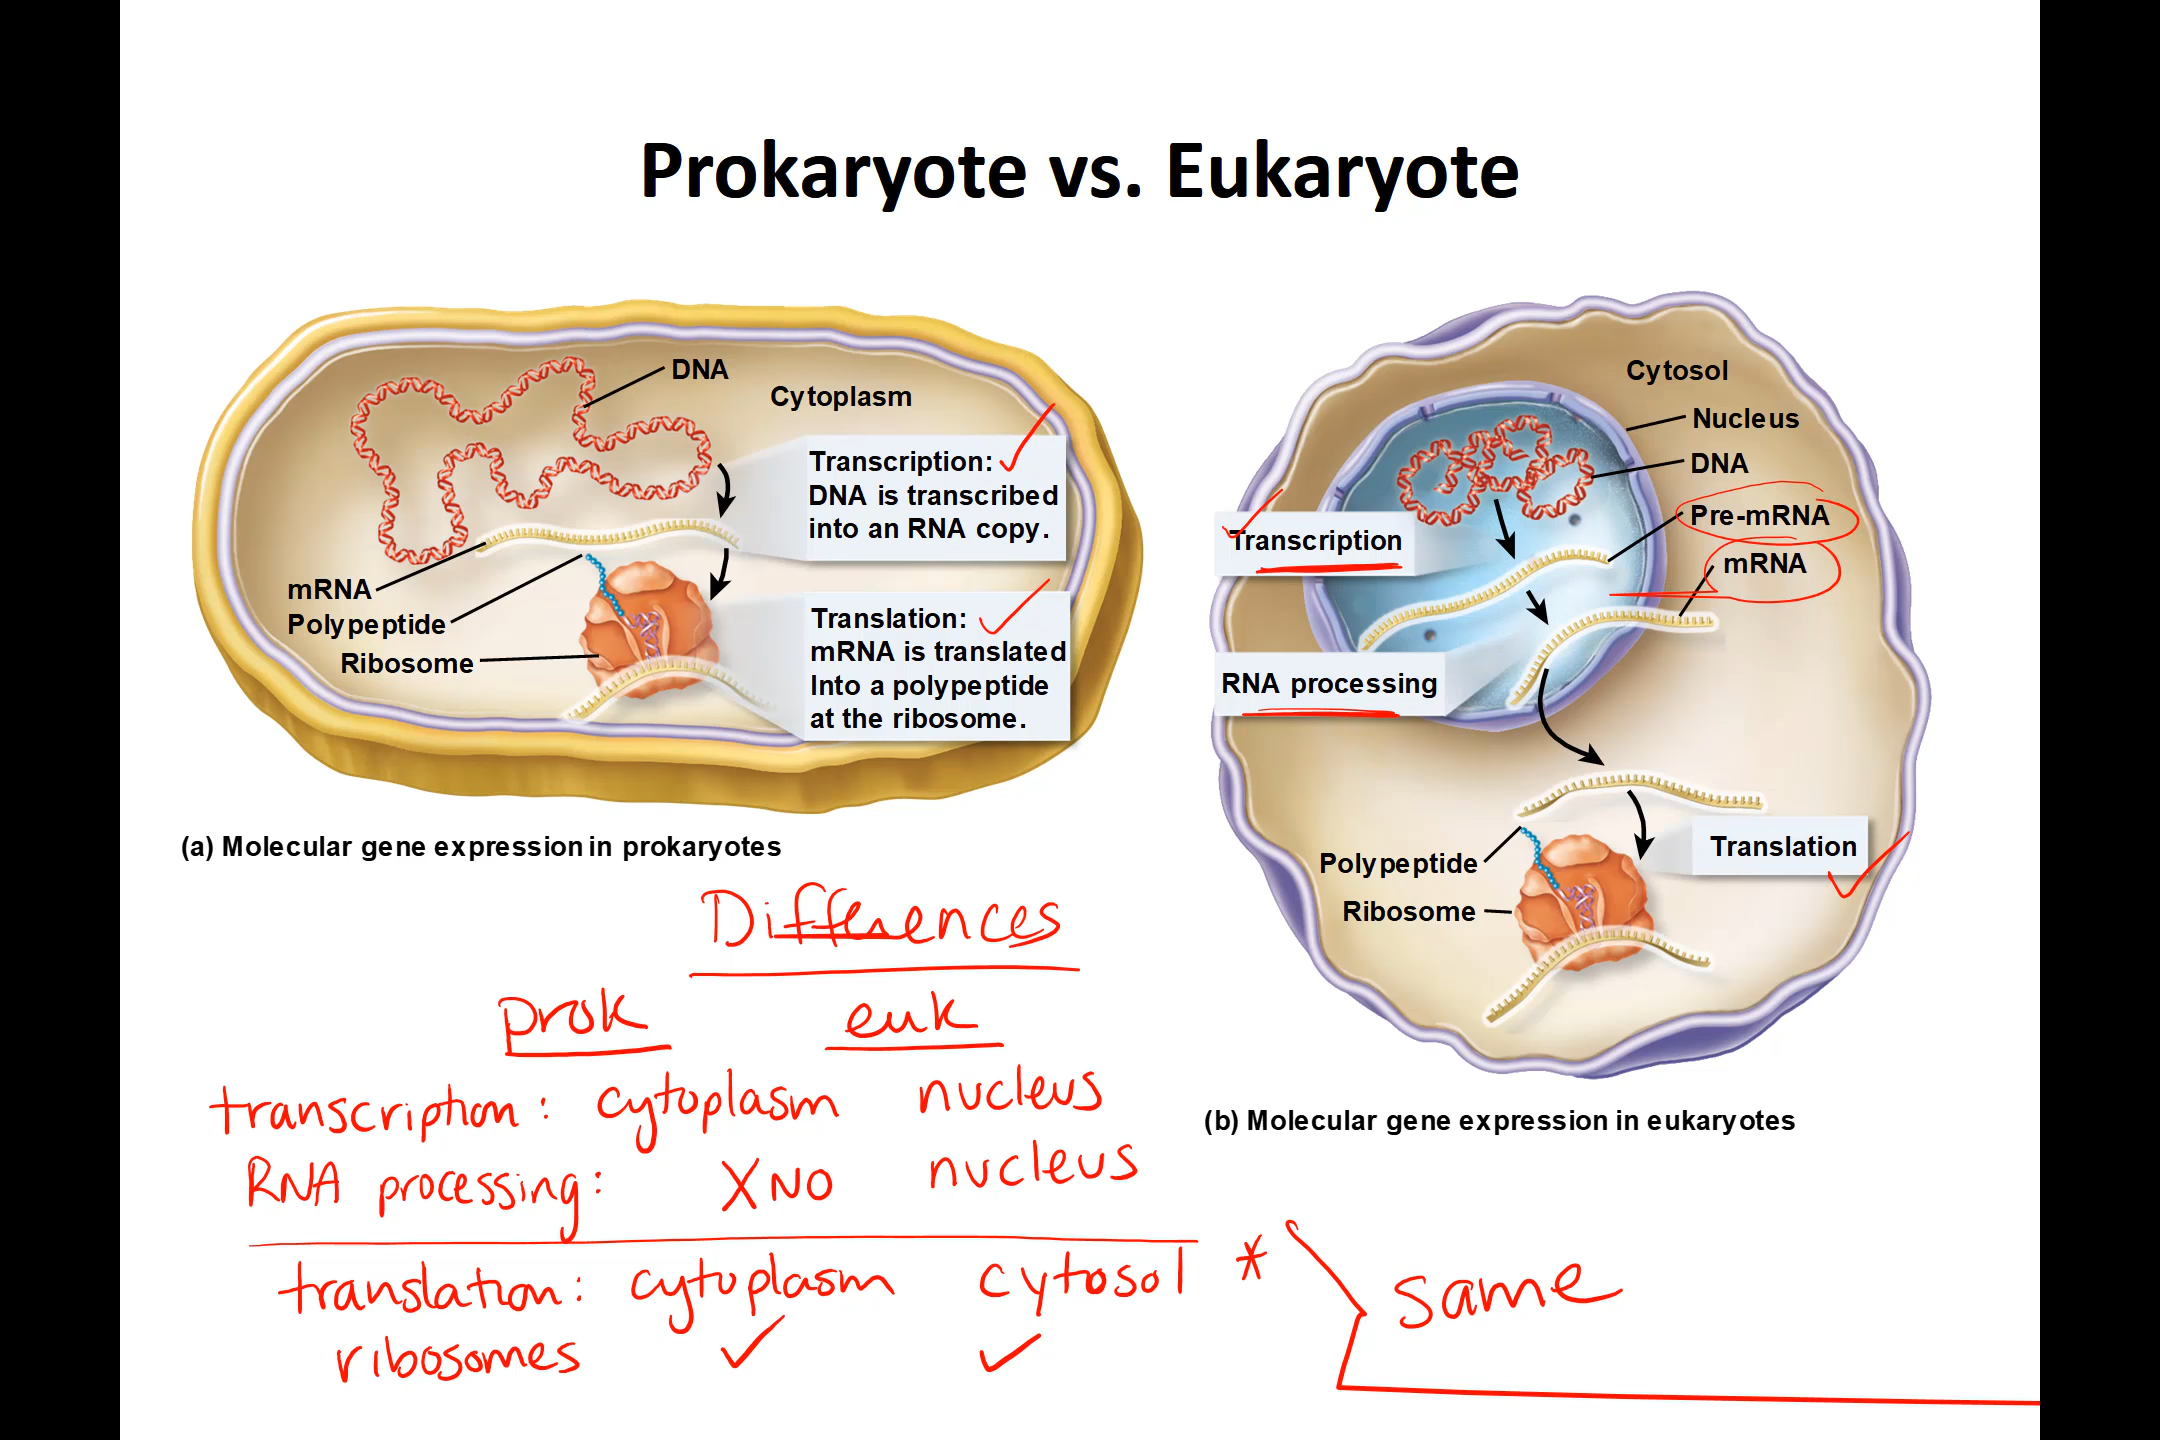 Prokaryote vs. Eukaryote
DNA
Cytoplasm
Transcription:
DNA is transcribed
into an RNA copy.
mRNA
Polypeptide
Ribosome
Translation:
mRNA is translated
Into a polypeptide
at the ribosome.
(a) Molecular gene expression in prokaryotes
Cytosol
Nucleus
DNA
Pre-mRNA
mRNA
Transcription
RNA processing
Translation
Polypeptide
Ribosome
(b) Molecular gene expression in eukaryotes
Differences
prok euk
transcription: cytoplasm nucleus
RNA processing: X NO nucleus
translation: cytoplasm cytosol * same
ribosomes ✓ ✓